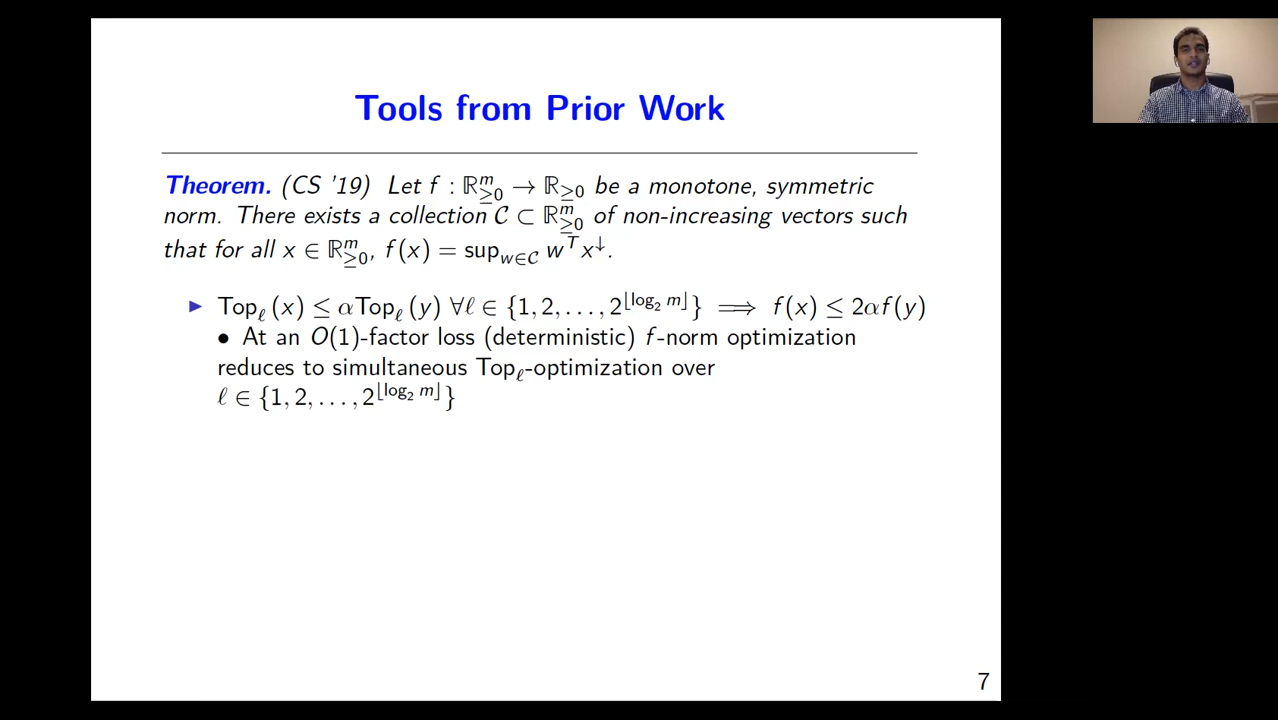 Tools from Prior Work
Theorem. (CS '19) Let f : ℝ^m_≥0 → ℝ_≥0 be a monotone, symmetric
norm. There exists a collection 𝒞 ⊂ ℝ^m_≥0 of non-increasing vectors such
that for all x ∈ ℝ^m_≥0, f(x) = sup_{w∈𝒞} w^T x^↓.
▶ Top_ℓ(x) ≤ αTop_ℓ(y) ∀ℓ ∈ {1, 2, . . . , 2^{⌊log₂ m⌋}} ⟹ f(x) ≤ 2αf(y)
• At an O(1)-factor loss (deterministic) f-norm optimization
reduces to simultaneous Top_ℓ-optimization over
ℓ ∈ {1, 2, . . . , 2^{⌊log₂ m⌋}}
7